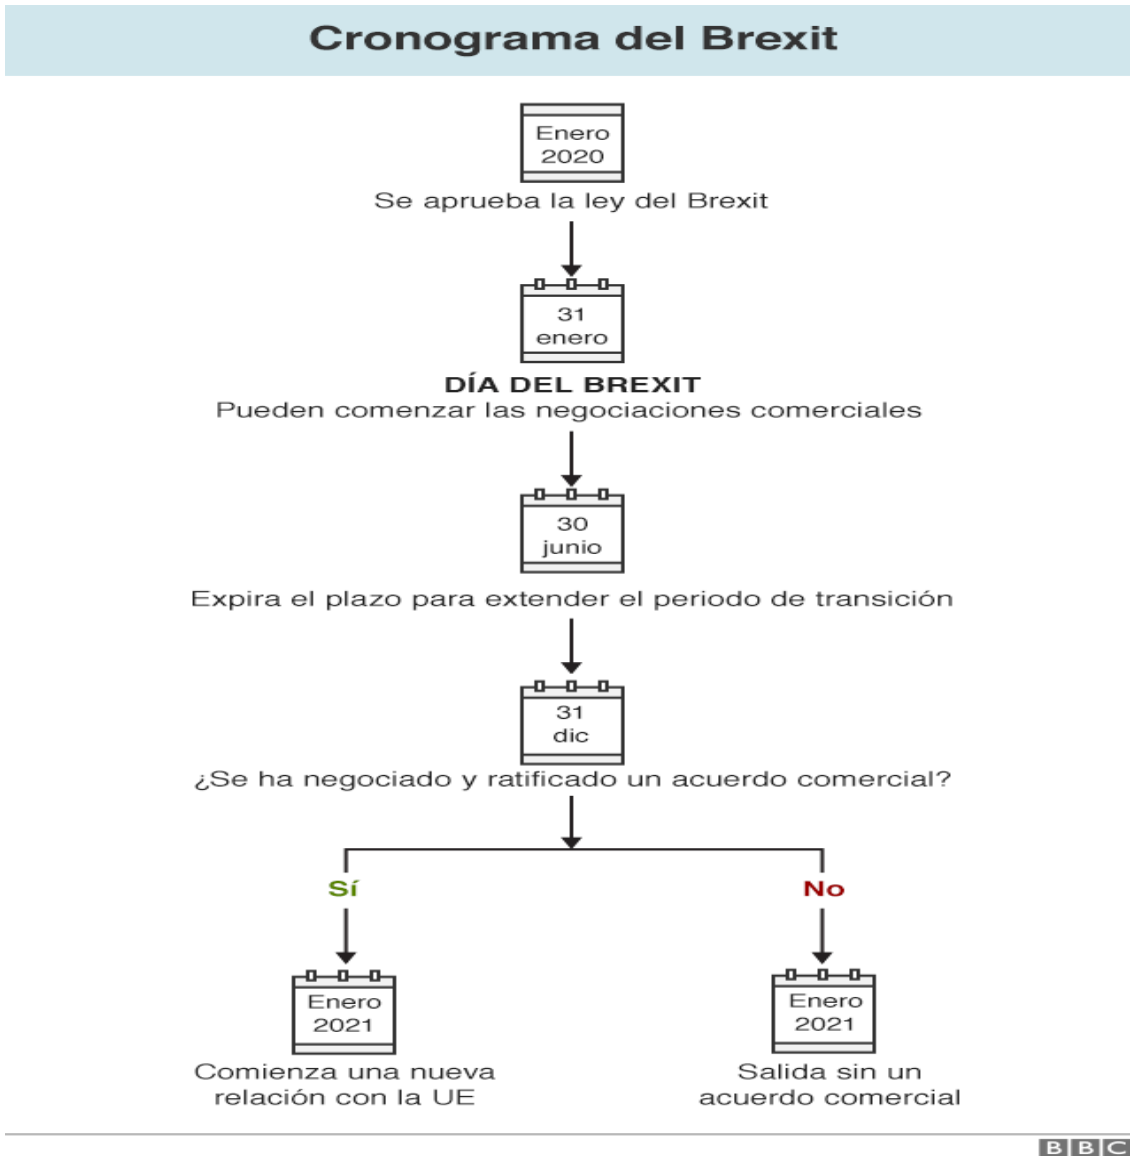 Cronograma del Brexit
Enero
2020
Se aprueba la ley del Brexit
31
enero
DÍA DEL BREXIT
Pueden comenzar las negociaciones comerciales
30
junio
Expira el plazo para extender el periodo de transición
31
dic
¿Se ha negociado y ratificado un acuerdo comercial?
Sí
No
Enero
2021
Comienza una nueva
relación con la UE
Enero
2021
Salida sin un
acuerdo comercial
BBC